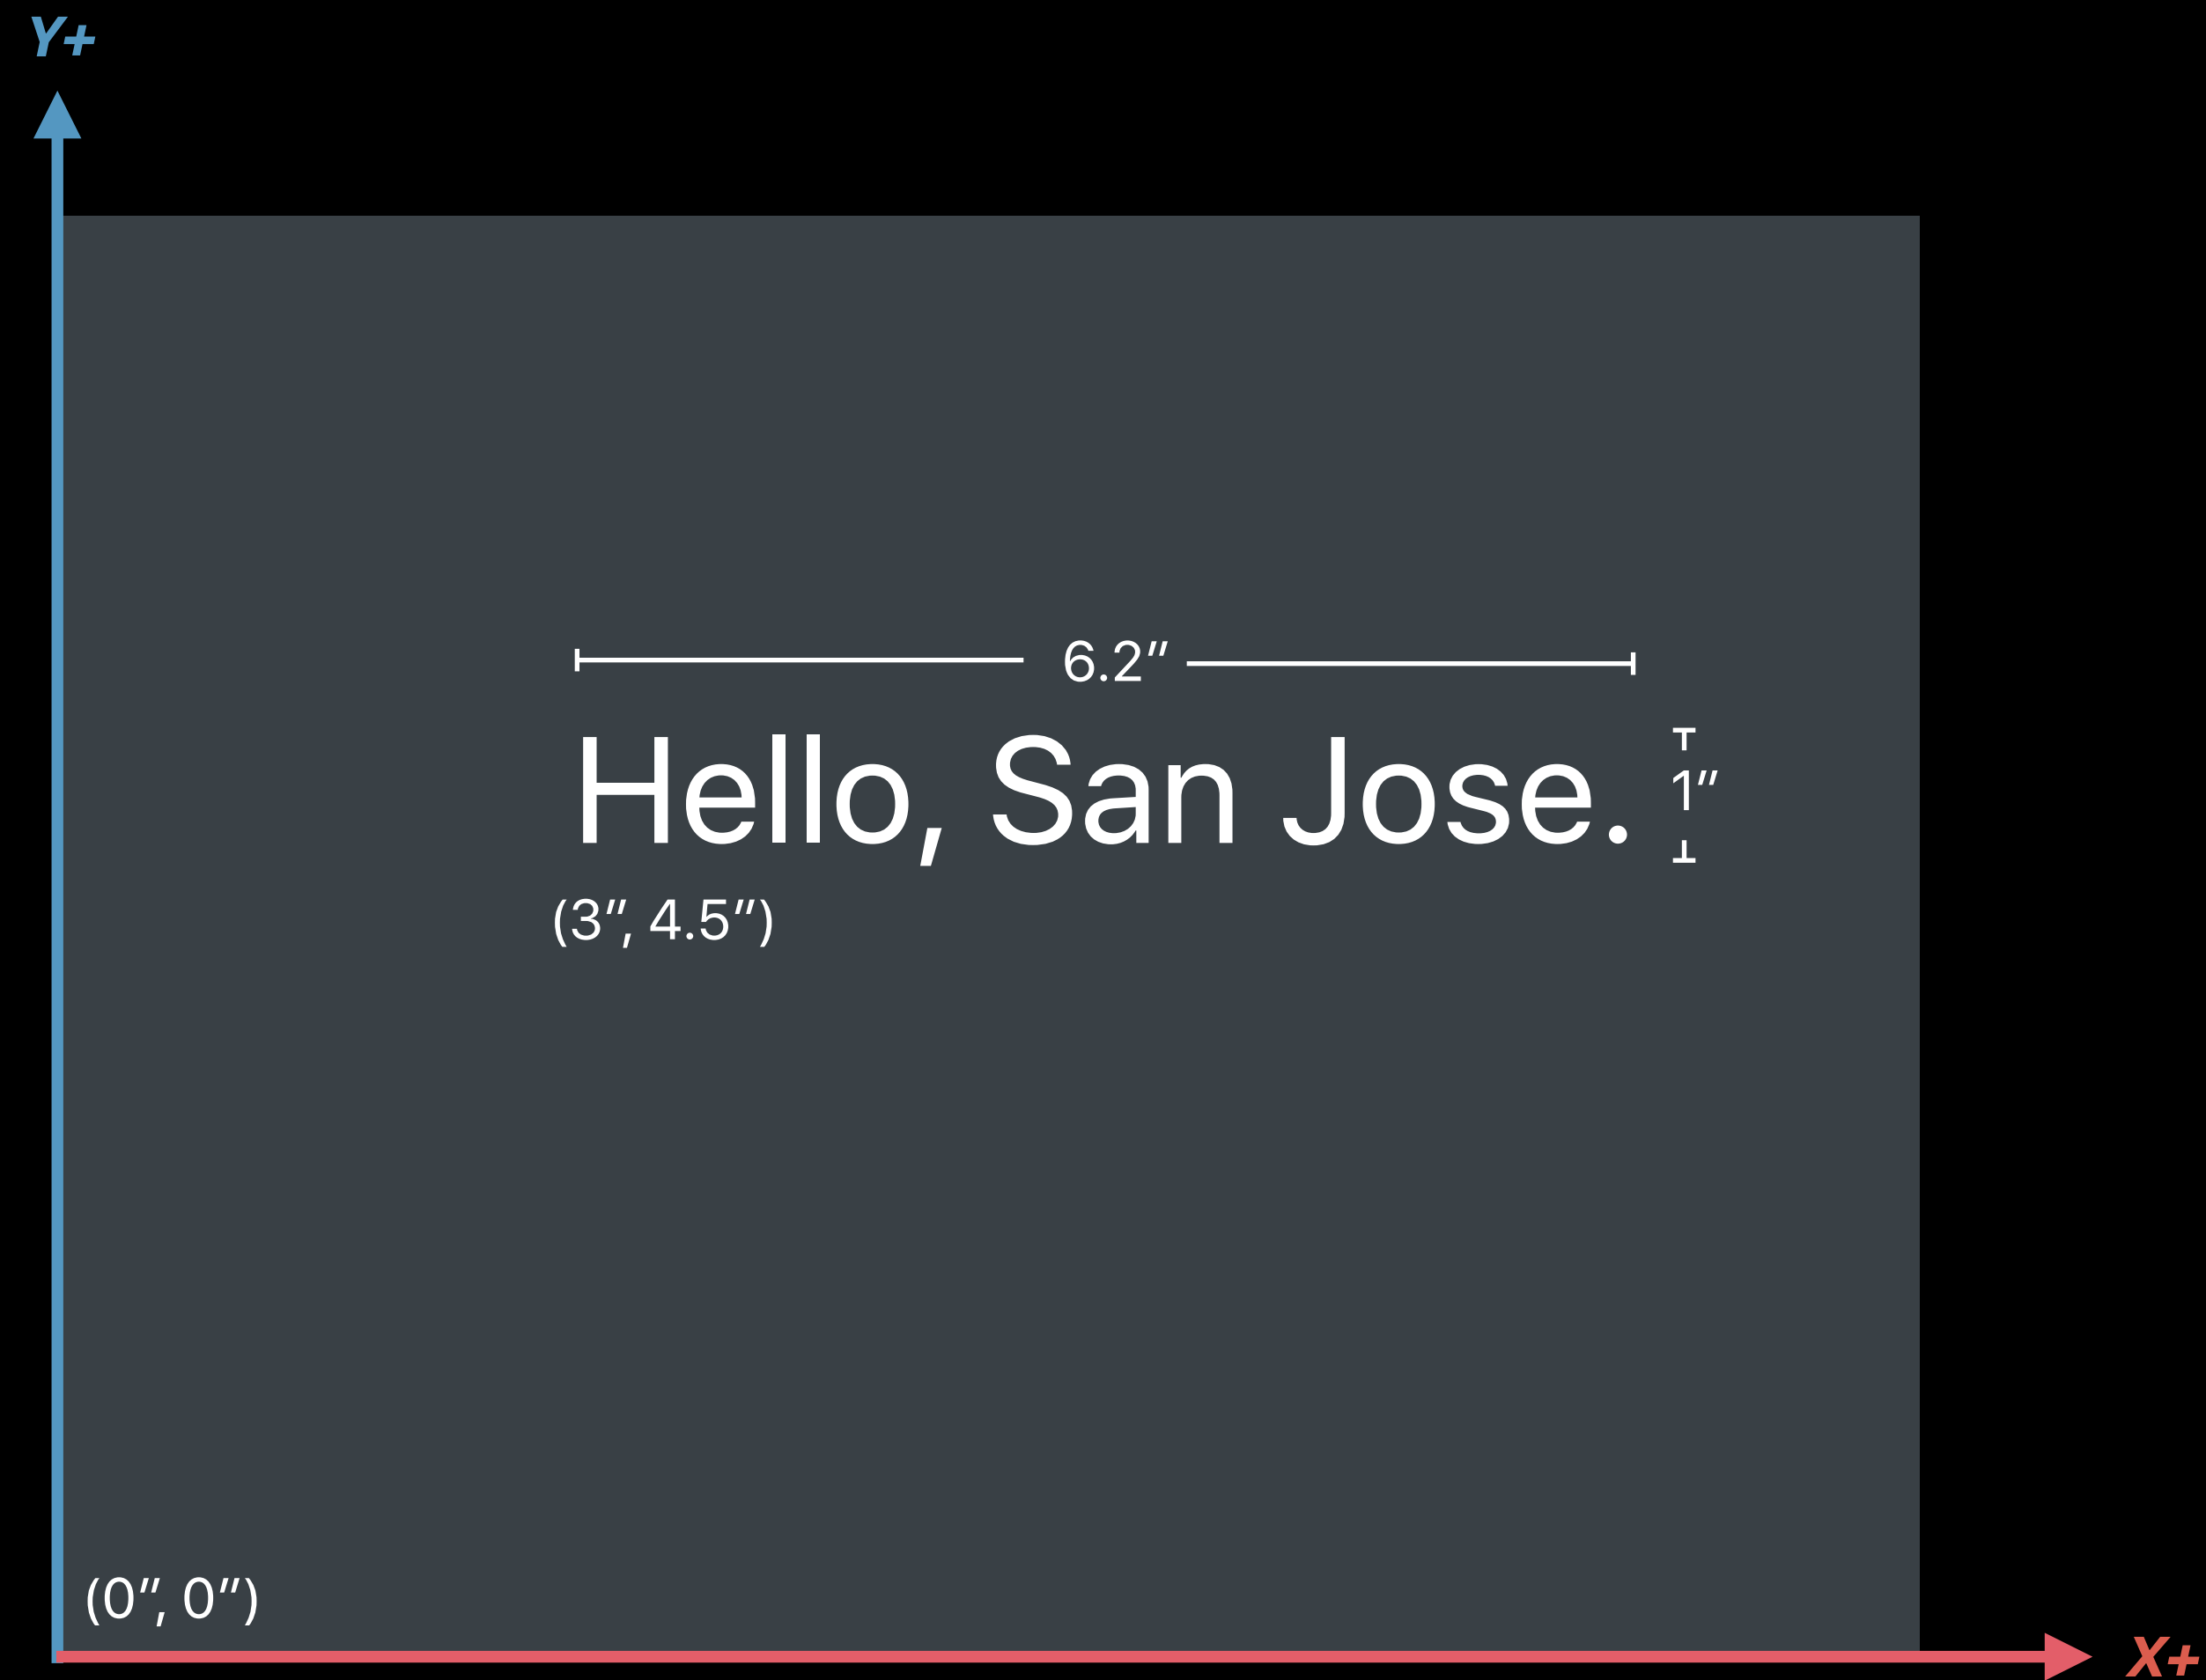 Y+
6.2″
Hello, San Jose.
1″
(3″, 4.5″)
(0″, 0″)
X+